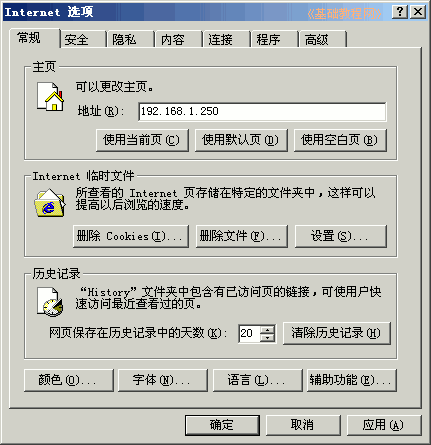 Internet 选项
《基础教程网》
常规 安全 隐私 内容 连接 程序 高级
主页
可以更改主页。
地址(R): 192.168.1.250
使用当前页(C) 使用默认页(D) 使用空白页(B)
Internet 临时文件
所查看的 Internet 页存储在特定的文件夹中，这样可以
提高以后浏览的速度。
删除 Cookies(I)... 删除文件(F)... 设置(S)...
历史记录
“History”文件夹中包含有已访问页的链接，可使用户快
速访问最近查看过的页。
网页保存在历史记录中的天数(K): 20 清除历史记录(H)
颜色(O)... 字体(N)... 语言(L)... 辅助功能(E)...
确定 取消 应用(A)